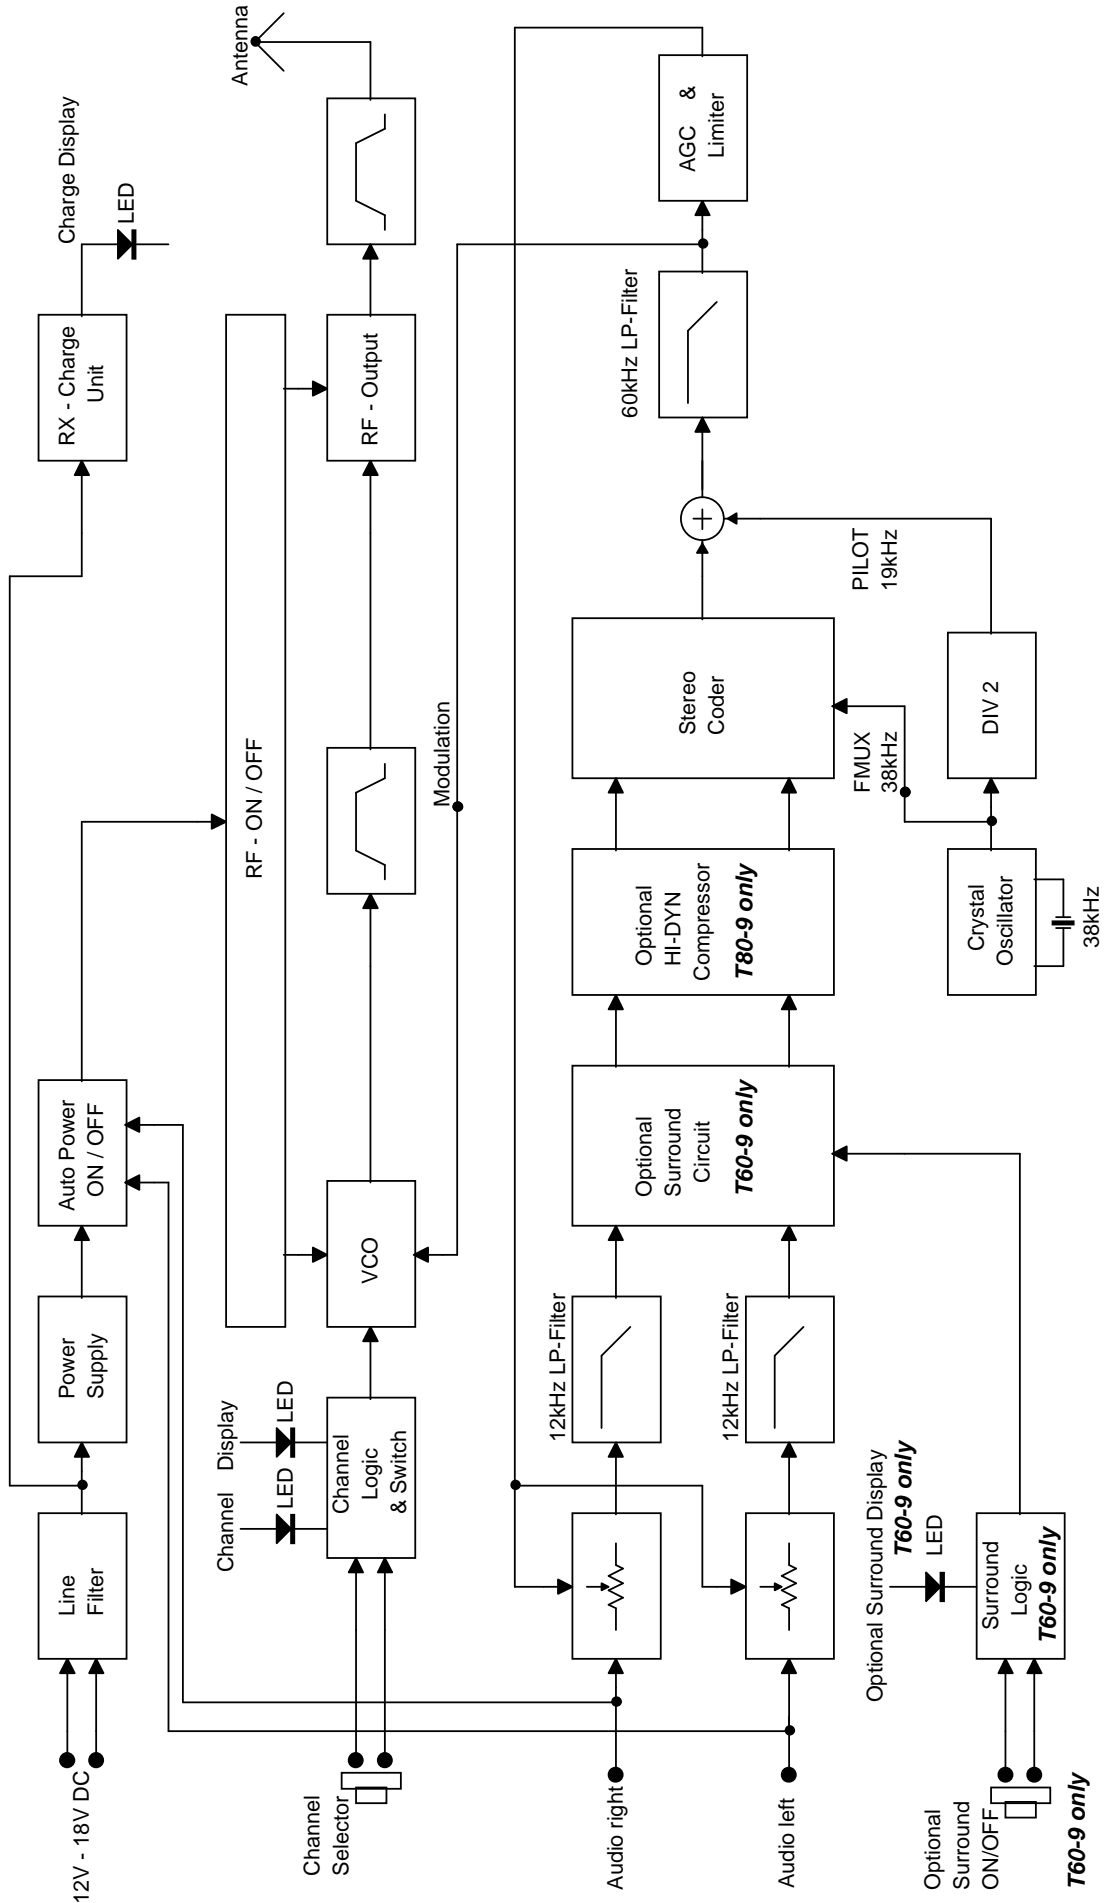 12V - 18V DC
Line
Filter
Power
Supply
Auto Power
ON / OFF
RX - Charge
Unit
Charge Display
LED
Antenna
RF - ON / OFF
Channel
Selector
Channel Display
LED
LED
Channel
Logic
& Switch
VCO
RF - Output
Modulation
Audio right
12kHz LP-Filter
Audio left
12kHz LP-Filter
Optional
Surround
Circuit
T60-9 only
Optional
HI-DYN
Compressor
T80-9 only
Stereo
Coder
60kHz LP-Filter
AGC &
Limiter
PILOT
19kHz
FMUX
38kHz
DIV 2
Crystal
Oscillator
38kHz
Optional Surround Display
T60-9 only
LED
Surround
Logic
T60-9 only
Optional
Surround
ON/OFF
T60-9 only